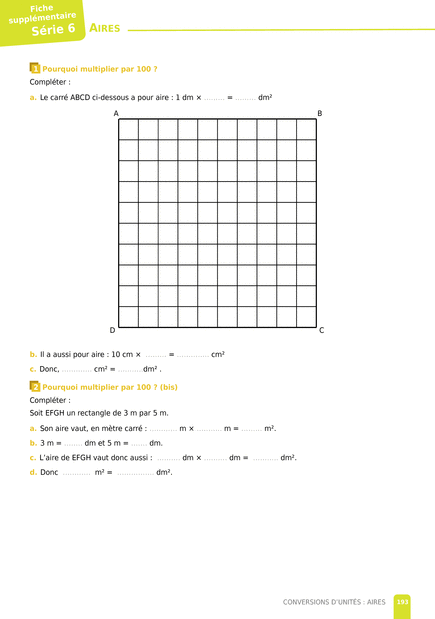 Fiche
supplémentaire
Série 6
AIRES
1 Pourquoi multiplier par 100 ?
Compléter :
a. Le carré ABCD ci-dessous a pour aire : 1 dm × ......... = ......... dm²
A B
D C
b. Il a aussi pour aire : 10 cm × ......... = .............. cm²
c. Donc, ............. cm² = .......... dm² .
2 Pourquoi multiplier par 100 ? (bis)
Compléter :
Soit EFGH un rectangle de 3 m par 5 m.
a. Son aire vaut, en mètre carré : ............ m × ........... m = ......... m².
b. 3 m = ........ dm et 5 m = ....... dm.
c. L'aire de EFGH vaut donc aussi : .......... dm × .......... dm = ........... dm².
d. Donc ............ m² = ................ dm².
CONVERSIONS D'UNITÉS : AIRES 193